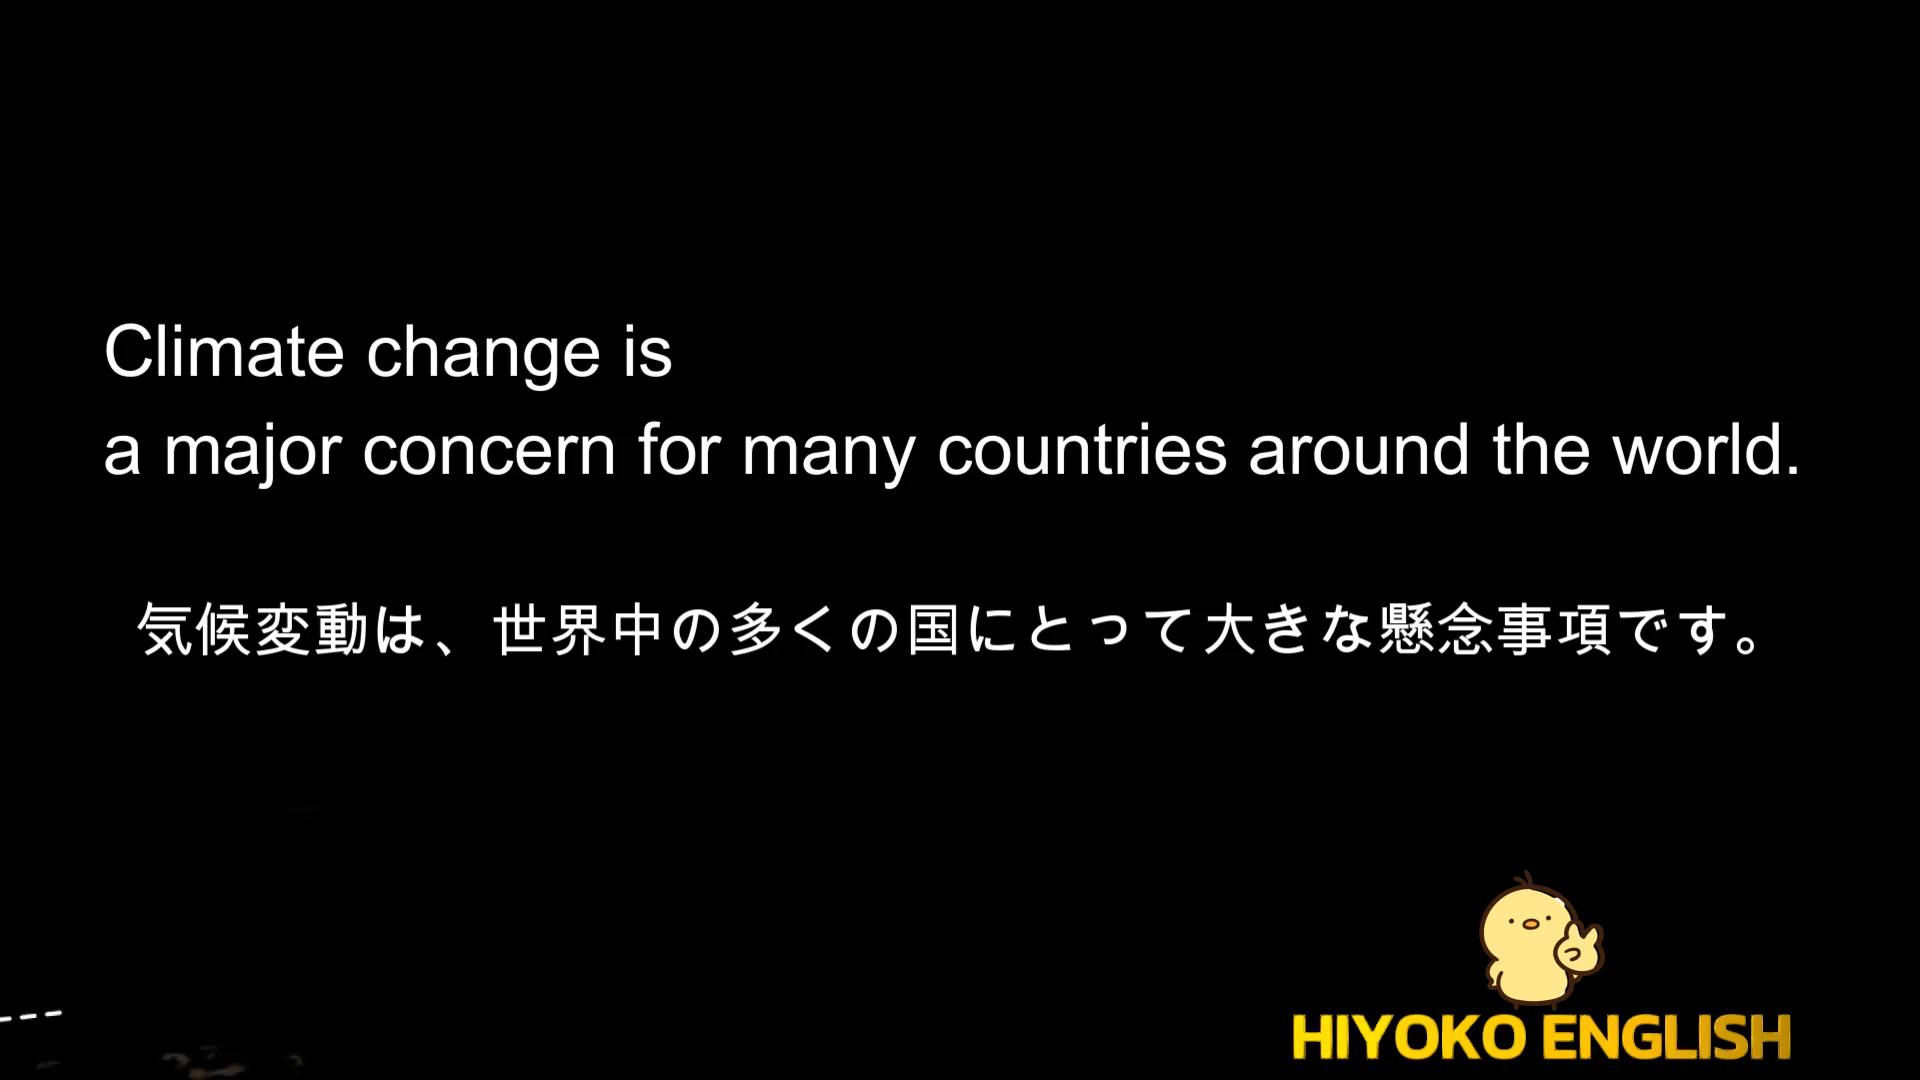 Climate change is
a major concern for many countries around the world.
気候変動は、世界中の多くの国にとって大きな懸念事項です。
HIYOKO ENGLISH